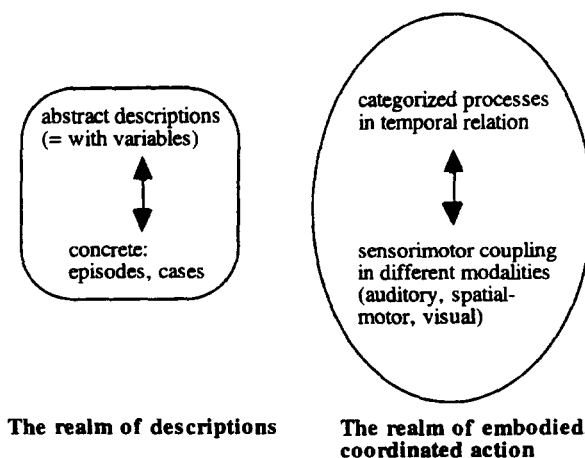 abstract descriptions
(= with variables)
concrete:
episodes, cases
The realm of descriptions
categorized processes
in temporal relation
sensorimotor coupling
in different modalities
(auditory, spatial-
motor, visual)
The realm of embodied
coordinated action